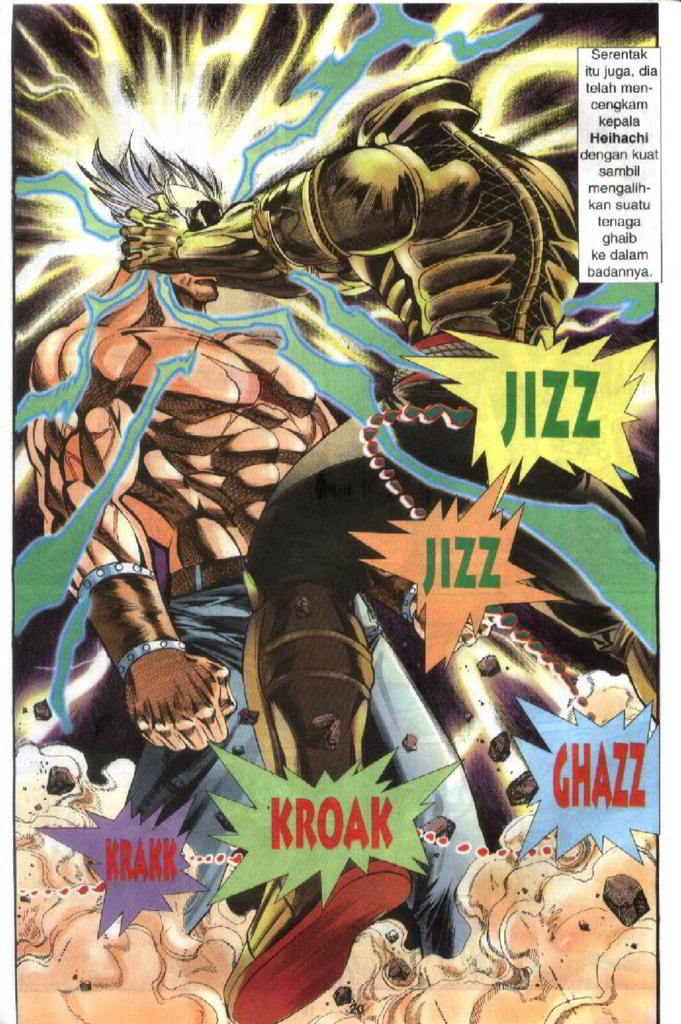 Serentak
itu juga, dia
telah men-
cengkam
kepala
Heihachi
dengan kuat
sambil
mengalih-
kan suatu
tenaga
ghaib
ke dalam
badannya.
JIZZ
JIZZ
GHAZZ
KROAK
KRAKK
20